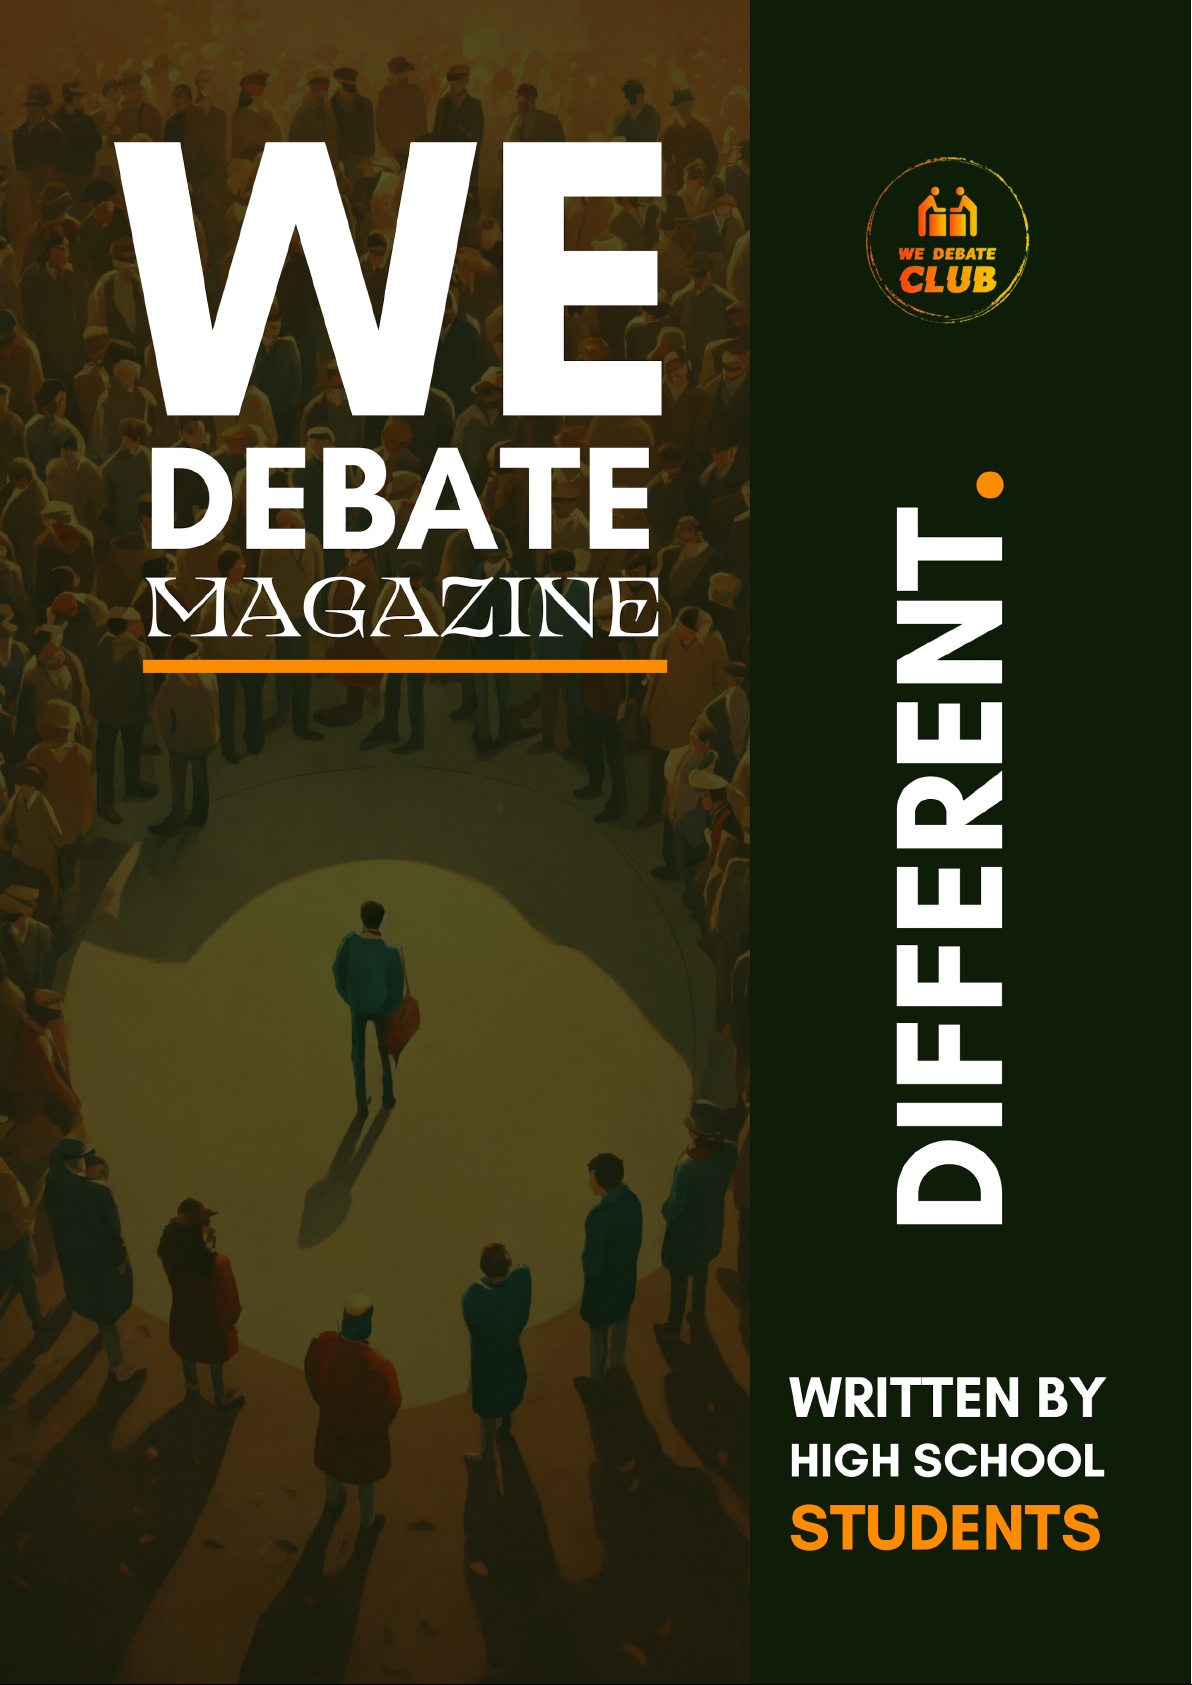 WE
DEBATE
MAGAZINE
WE DEBATE
CLUB
DIFFERENT.
WRITTEN BY
HIGH SCHOOL
STUDENTS